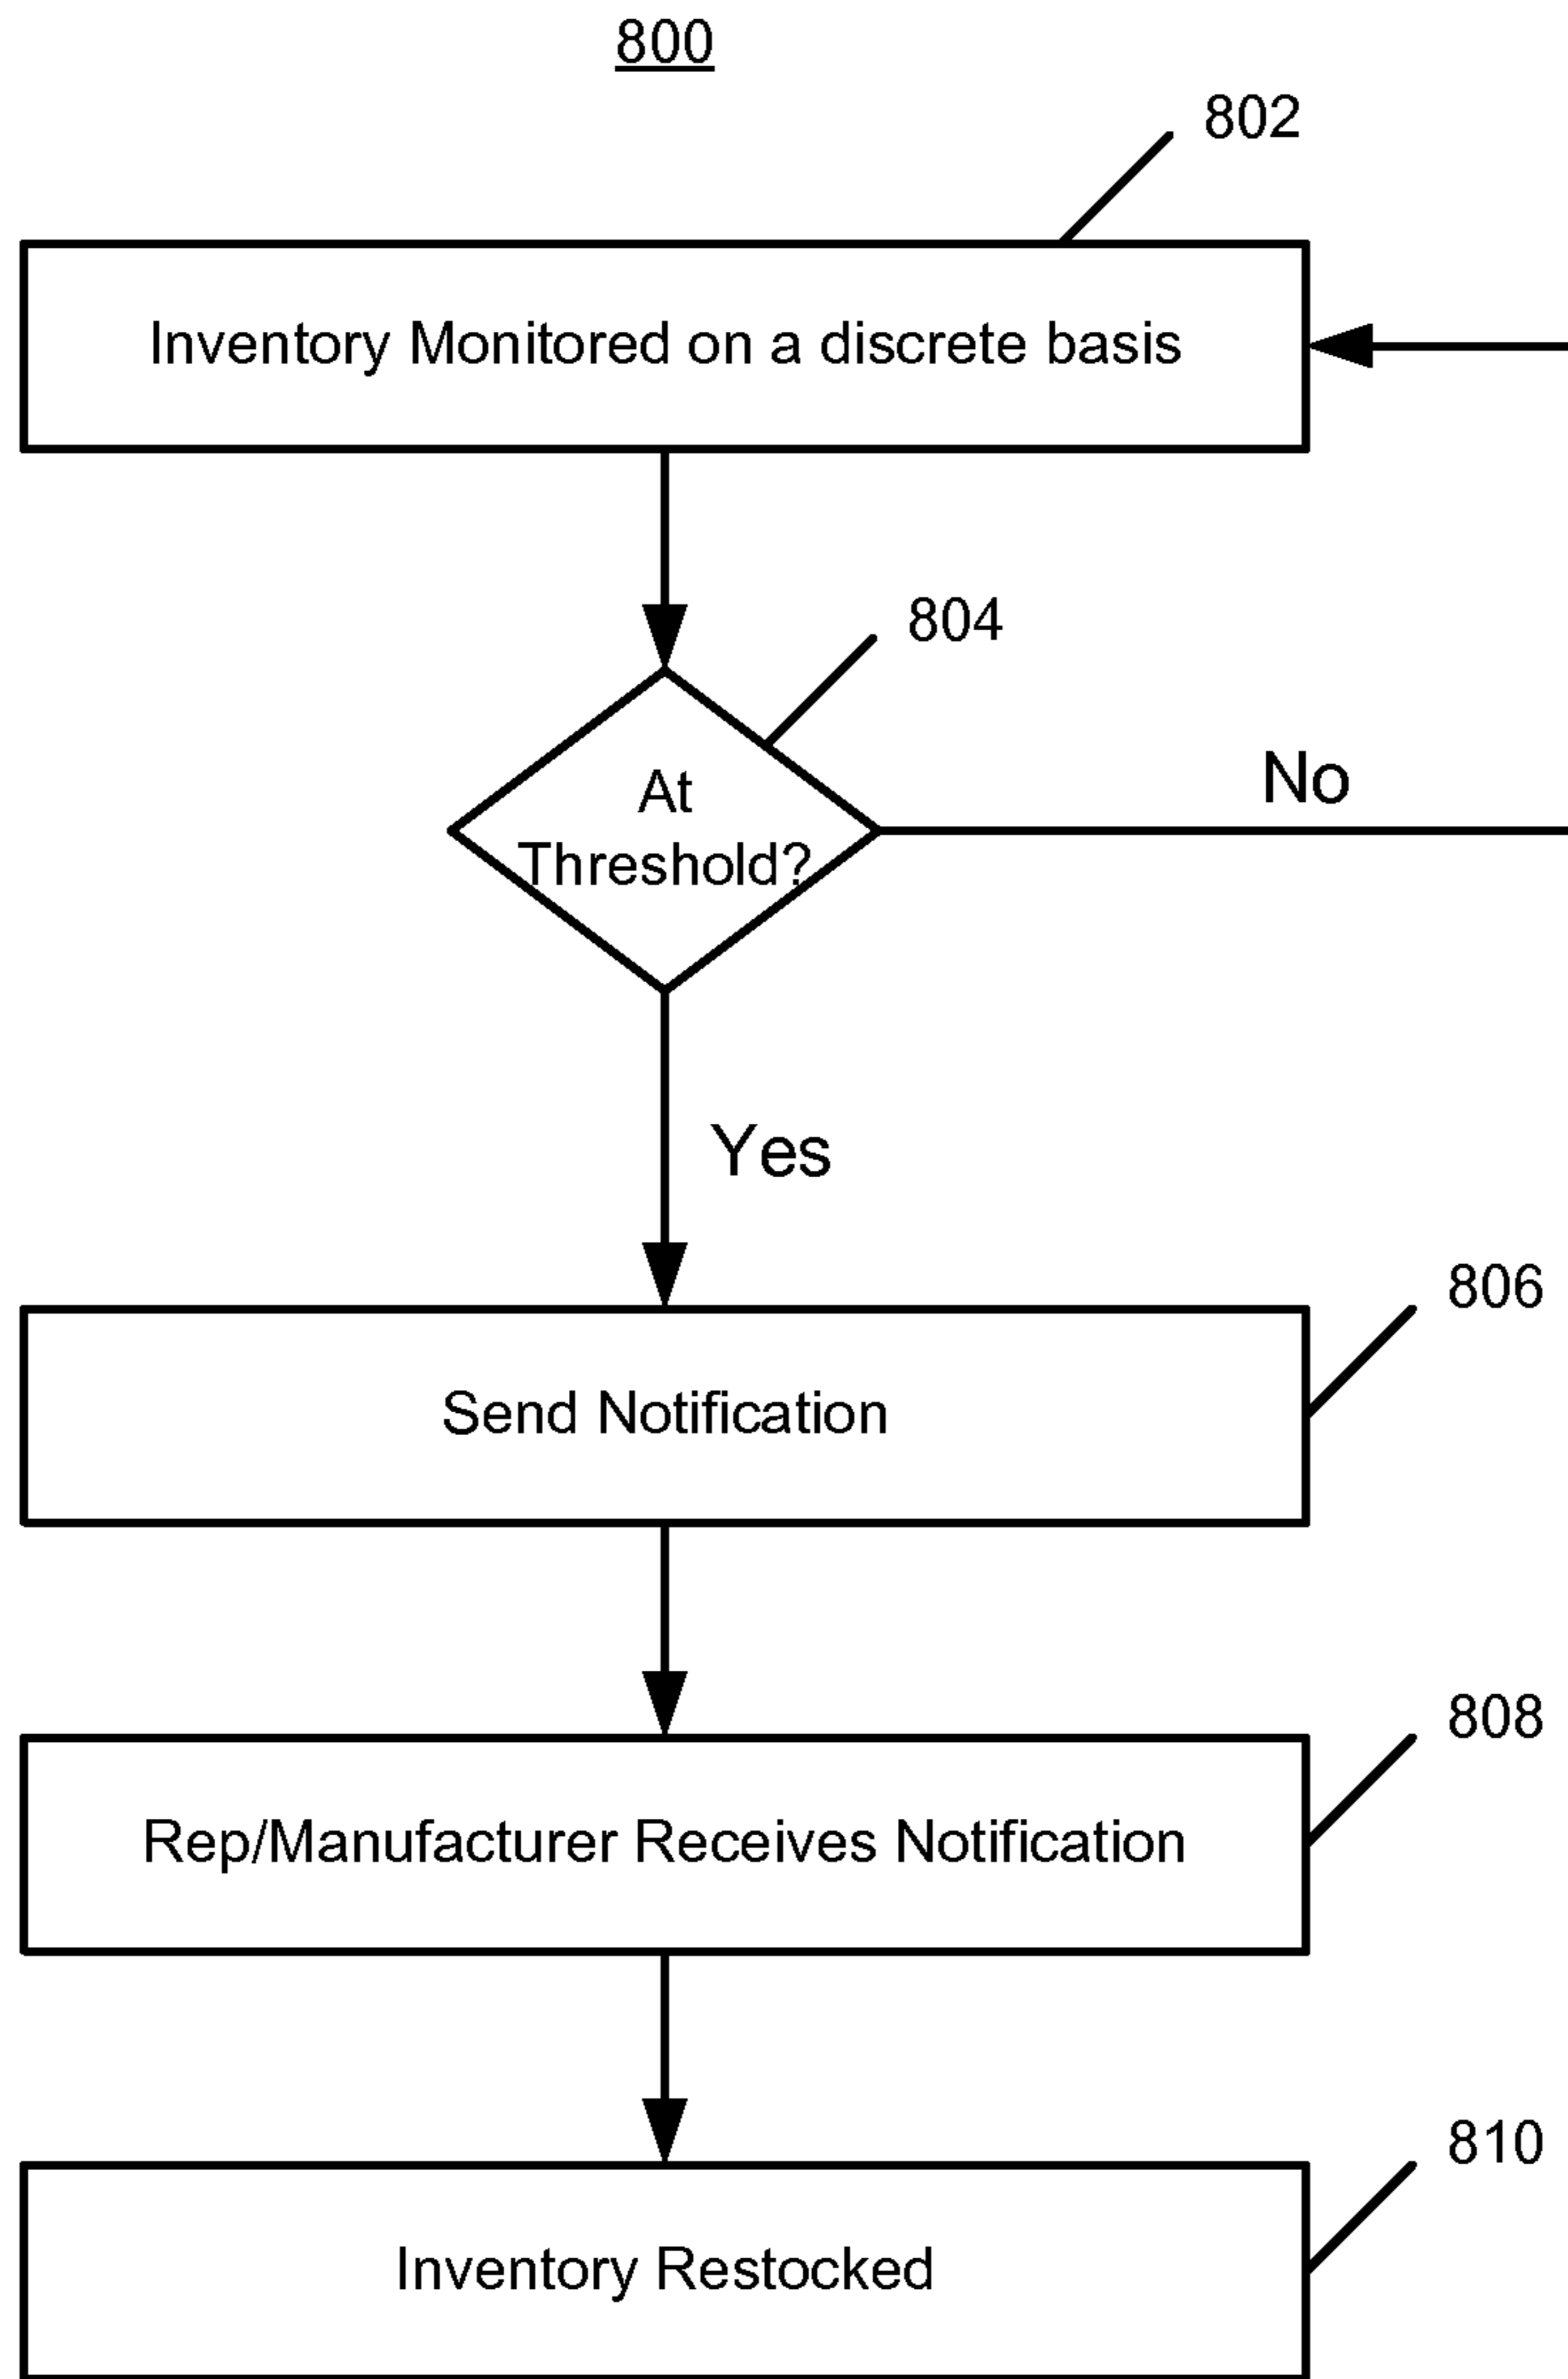 800
802
Inventory Monitored on a discrete basis
804
At
Threshold?
No
Yes
806
Send Notification
808
Rep/Manufacturer Receives Notification
810
Inventory Restocked